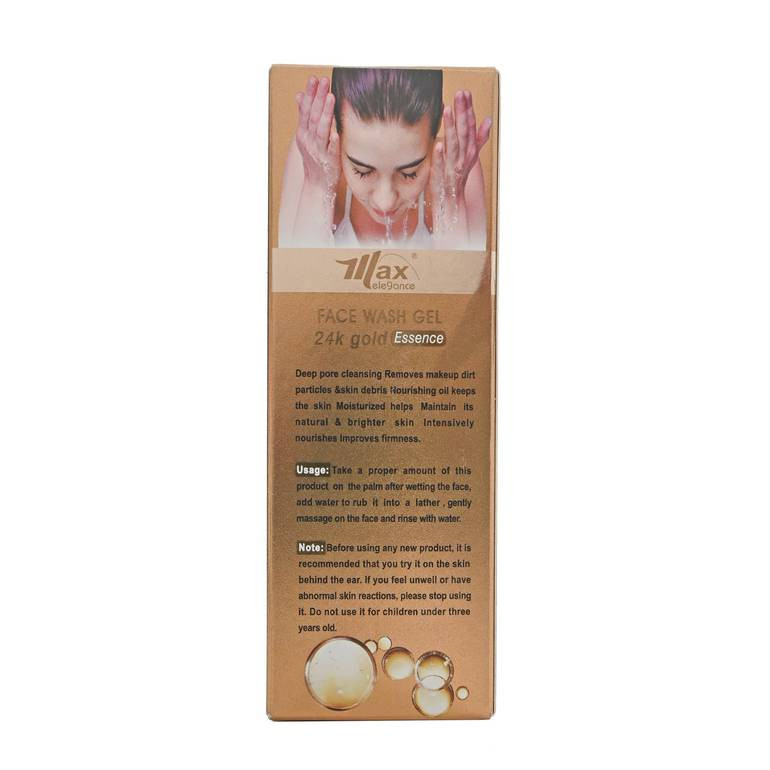 Max®
elegance
FACE WASH GEL
24k gold Essence
Deep pore cleansing Removes makeup dirt
particles &skin debris Nourishing oil keeps
the skin Moisturized helps Maintain its
natural & brighter skin Intensively
nourishes Improves firmness.
Usage: Take a proper amount of this
product on the palm after wetting the face,
add water to rub it into a lather , gently
massage on the face and rinse with water.
Note: Before using any new product, it is
recommended that you try it on the skin
behind the ear. If you feel unwell or have
abnormal skin reactions, please stop using
it. Do not use it for children under three
years old.